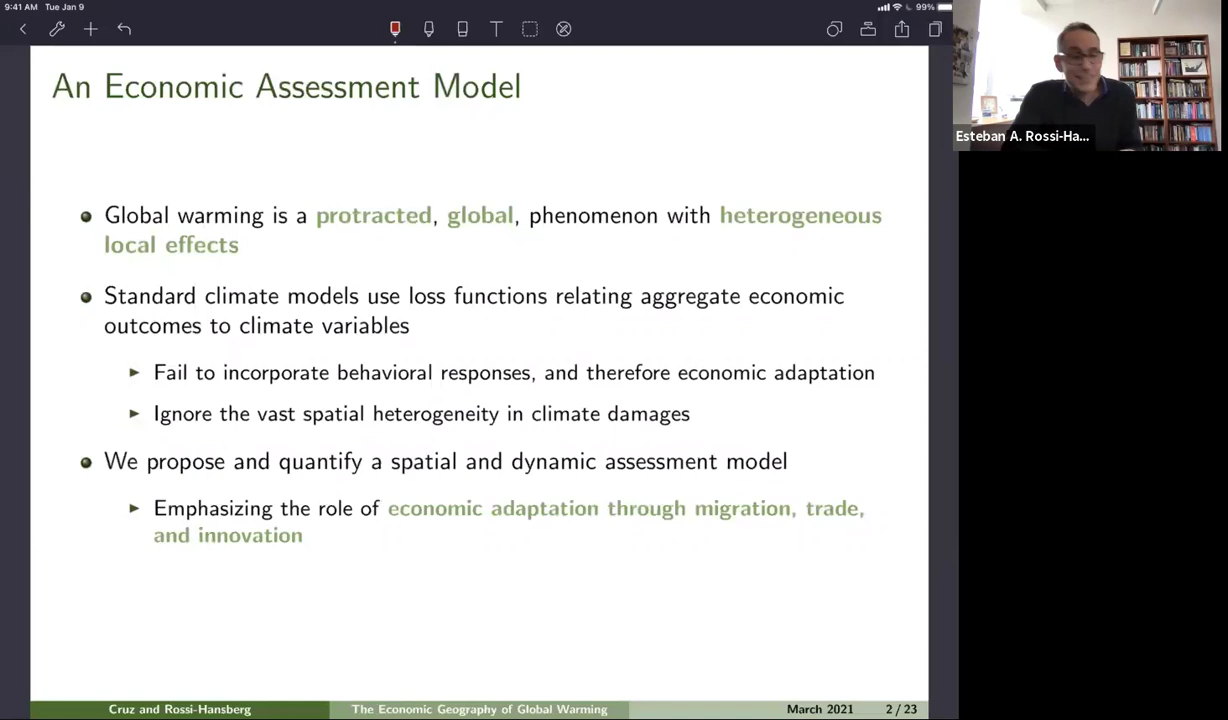 9:41 AM Tue Jan 9
99%
An Economic Assessment Model
Global warming is a protracted, global, phenomenon with heterogeneous
local effects
Standard climate models use loss functions relating aggregate economic
outcomes to climate variables
Fail to incorporate behavioral responses, and therefore economic adaptation
Ignore the vast spatial heterogeneity in climate damages
We propose and quantify a spatial and dynamic assessment model
Emphasizing the role of economic adaptation through migration, trade,
and innovation
Cruz and Rossi-Hansberg The Economic Geography of Global Warming March 2021 2 / 23
Esteban A. Rossi-Ha...